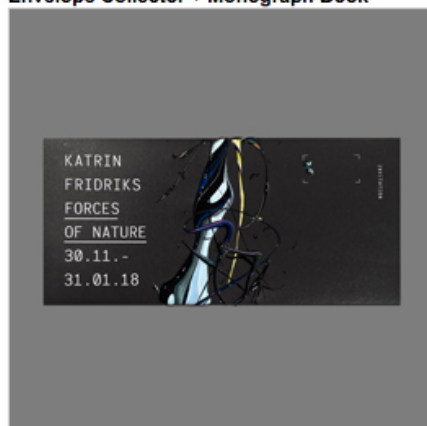 Envelope Collector + Monograph Book
KATRIN
FRIDRIKS
FORCES
OF NATURE
30.11.-
31.01.18